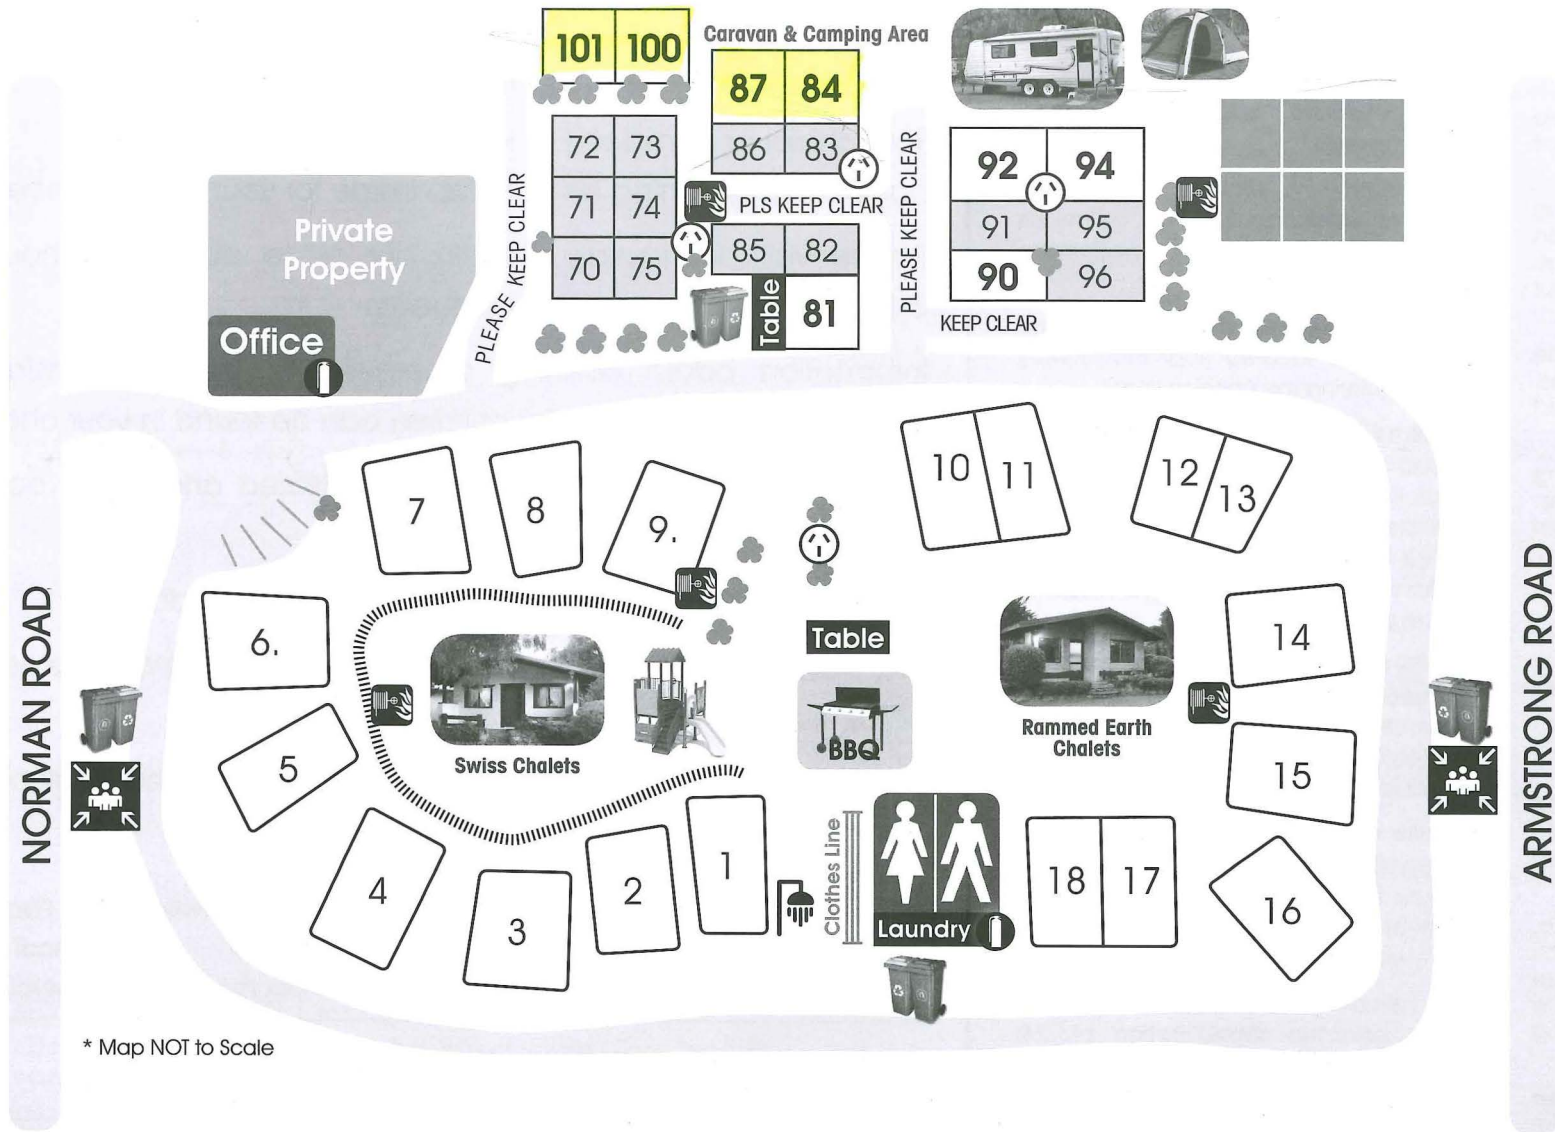 101 100
Caravan & Camping Area
87 84
72 73
86 83
92 94
71 74
PLS KEEP CLEAR
91 95
85 82
70 75
90 96
Table
81
PLEASE KEEP CLEAR
PLEASE KEEP CLEAR
KEEP CLEAR
Private
Property
Office
7
8
9.
10
11
12
13
6.
14
Table
Swiss Chalets
BBQ
Rammed Earth
Chalets
5
15
4
3
2
1
Clothes Line
Laundry
18
17
16
NORMAN ROAD
ARMSTRONG ROAD
* Map NOT to Scale